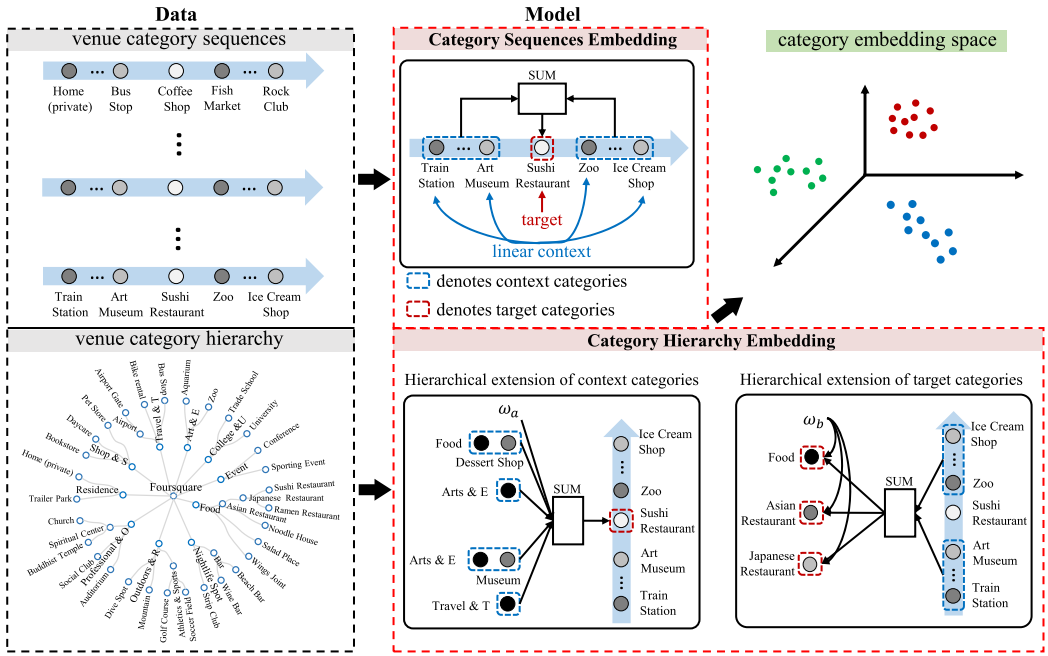 Data
Model
venue category sequences
Home
(private)
Bus
Stop
Coffee
Shop
Fish
Market
Rock
Club
Train
Station
Art
Museum
Sushi
Restaurant
Zoo
Ice Cream
Shop
Category Sequences Embedding
SUM
Train
Station
Art
Museum
Sushi
Restaurant
Zoo
Ice Cream
Shop
target
linear context
denotes context categories
denotes target categories
category embedding space
venue category hierarchy
Foursquare
Travel & T
Art & E
College &U
Event
Food
Nightlife Spot
Outdoors & R
Professional & O
Residence
Shop & S
Airport Gate
Bike rental
Bus Stop
Aquarium
Zoo
Trade School
University
Conference
Sporting Event
Sushi Restaurant
Japanese Restaurant
Ramen Restaurant
Asian Restaurant
Noodle House
Salad Place
Wings Joint
Beach Bar
Bar
Wine Bar
Strip Club
Soccer Field
Athletics & Sports
Golf Course
Mountain
Dive Spot
Auditorium
Social Club
Buddhist Temple
Spiritual Center
Church
Trailer Park
Home (private)
Bookstore
Daycare
Pet Store
Airport
Category Hierarchy Embedding
Hierarchical extension of context categories
ωa
Food
Dessert Shop
Arts & E
Arts & E
Museum
Travel & T
SUM
Ice Cream
Shop
Zoo
Sushi
Restaurant
Art
Museum
Train
Station
Hierarchical extension of target categories
ωb
Food
Asian
Restaurant
Japanese
Restaurant
SUM
Ice Cream
Shop
Zoo
Sushi
Restaurant
Art
Museum
Train
Station